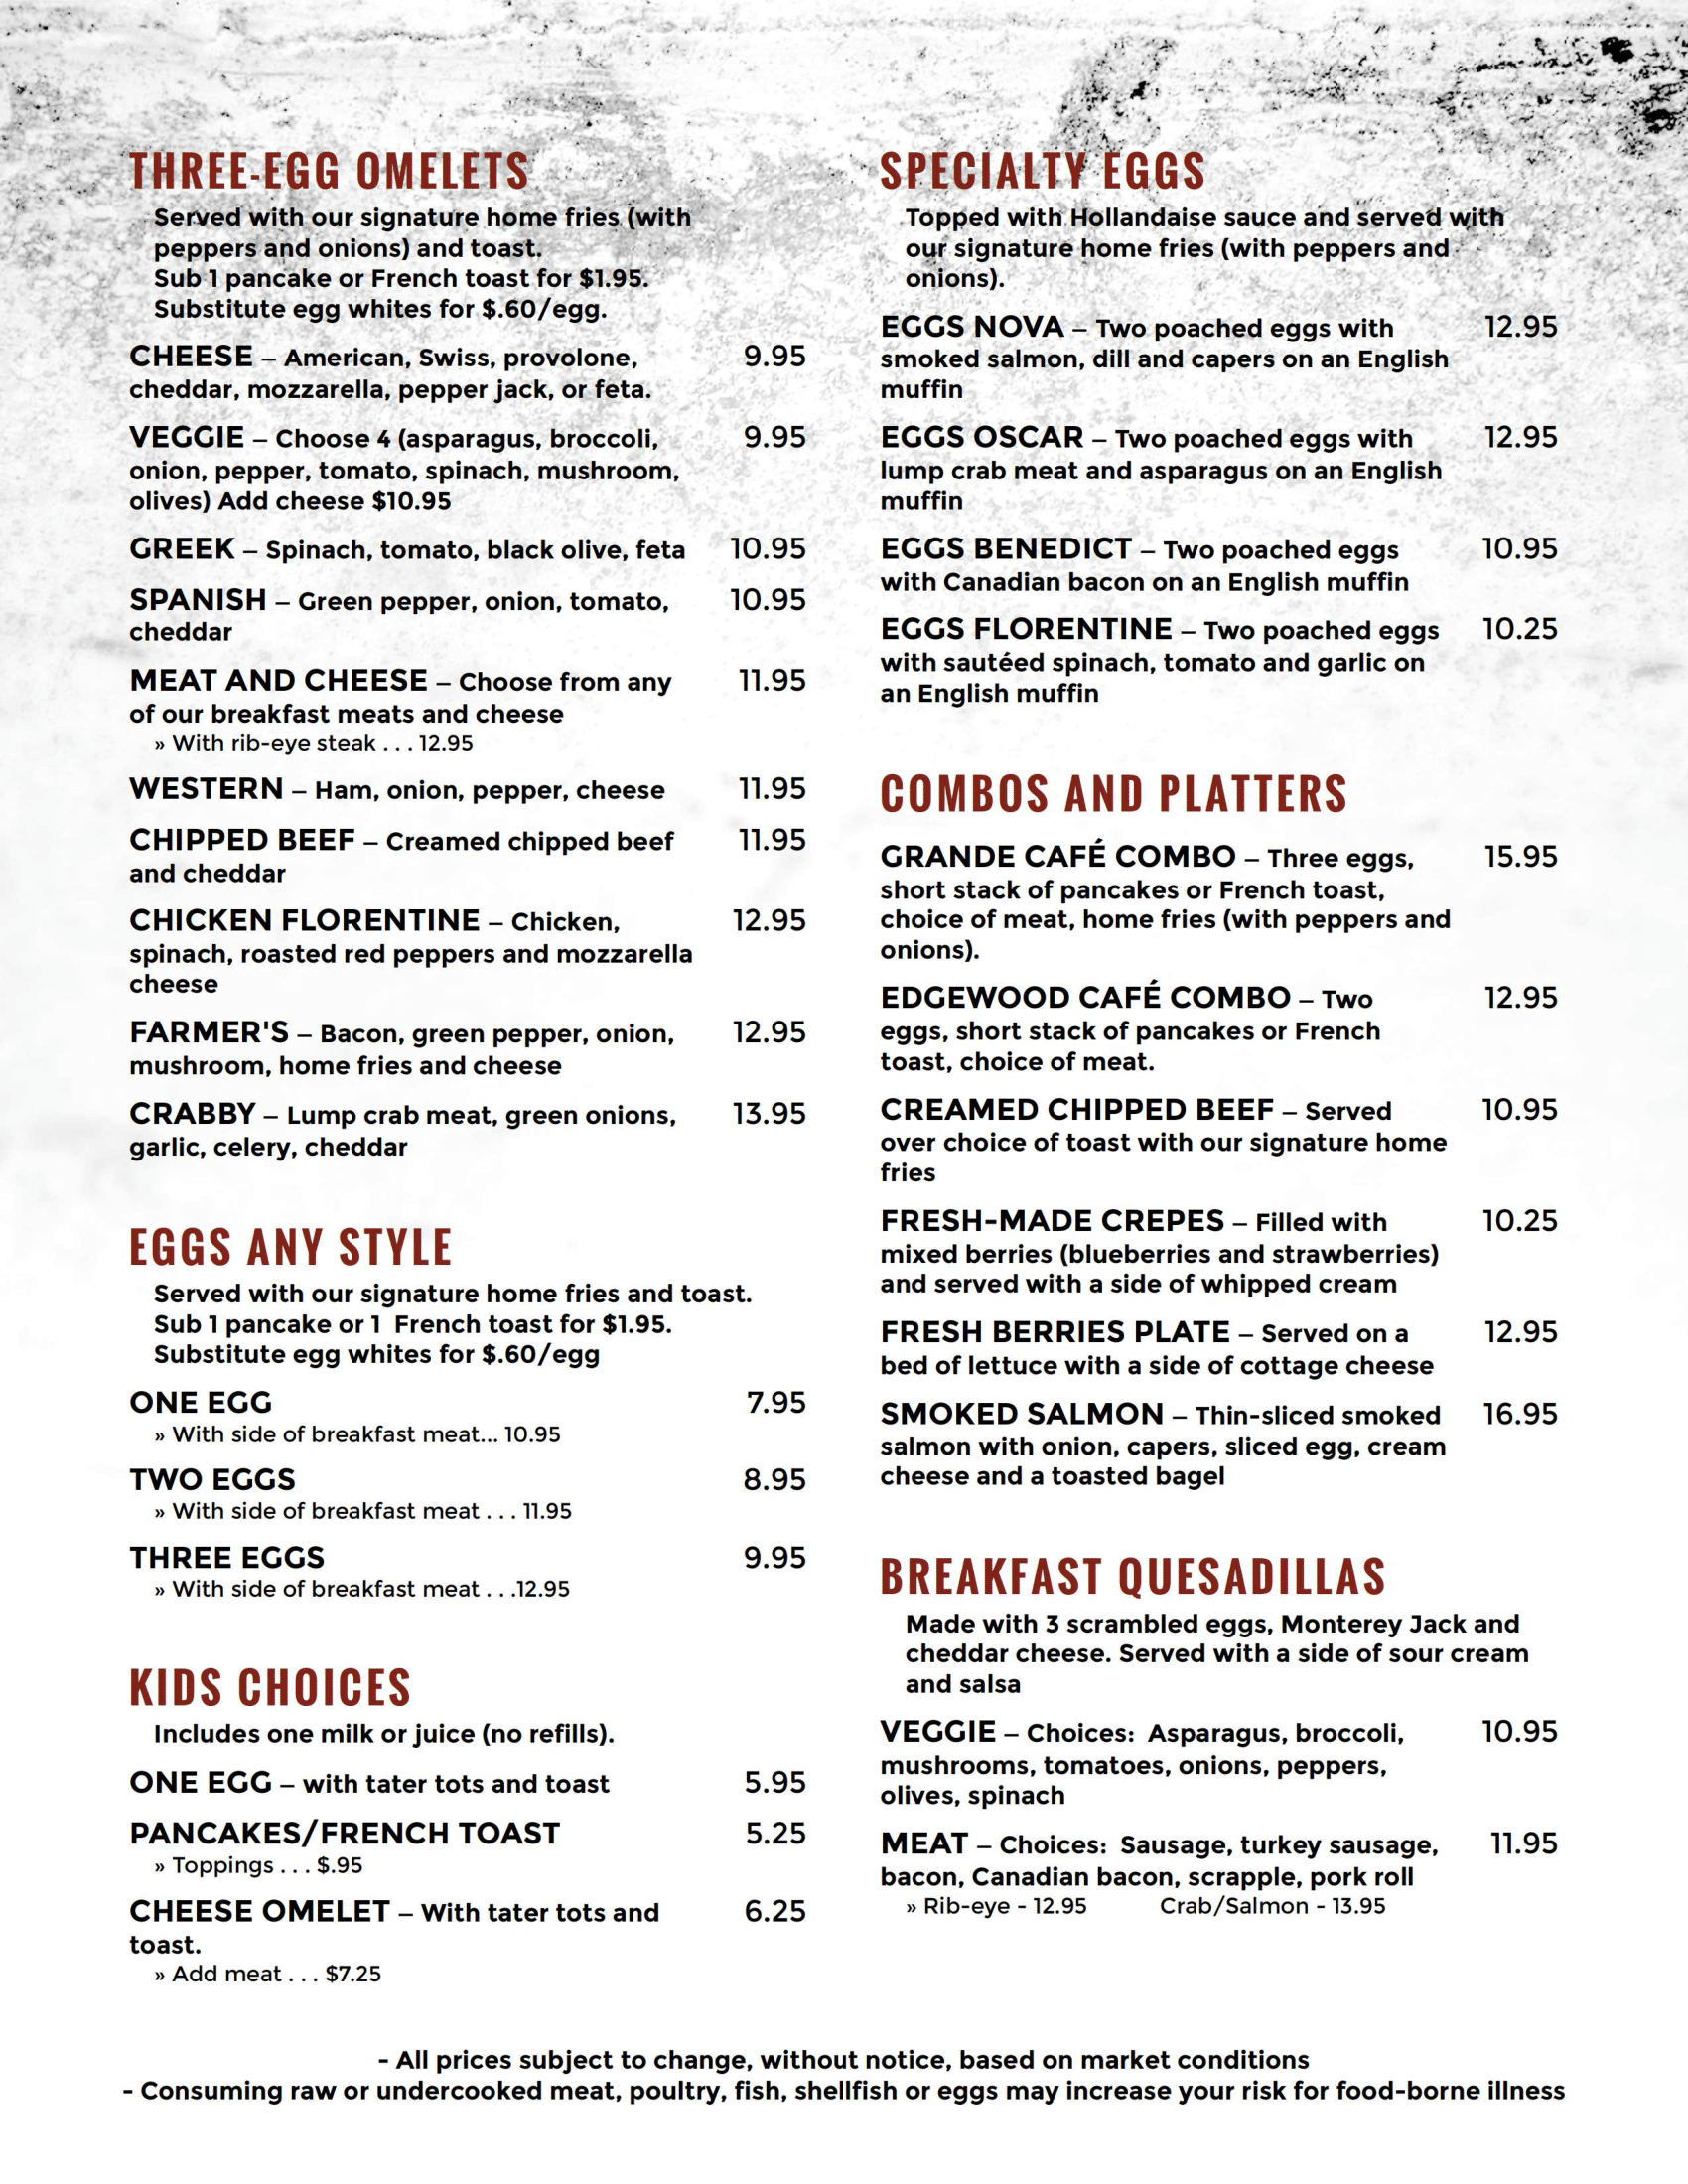 THREE-EGG OMELETS
Served with our signature home fries (with
peppers and onions) and toast.
Sub 1 pancake or French toast for $1.95.
Substitute egg whites for $.60/egg.
CHEESE – American, Swiss, provolone, 9.95
cheddar, mozzarella, pepper jack, or feta.
VEGGIE – Choose 4 (asparagus, broccoli, 9.95
onion, pepper, tomato, spinach, mushroom,
olives) Add cheese $10.95
GREEK – Spinach, tomato, black olive, feta 10.95
SPANISH – Green pepper, onion, tomato, 10.95
cheddar
MEAT AND CHEESE – Choose from any 11.95
of our breakfast meats and cheese
» With rib-eye steak . . . 12.95
WESTERN – Ham, onion, pepper, cheese 11.95
CHIPPED BEEF – Creamed chipped beef 11.95
and cheddar
CHICKEN FLORENTINE – Chicken, 12.95
spinach, roasted red peppers and mozzarella
cheese
FARMER'S – Bacon, green pepper, onion, 12.95
mushroom, home fries and cheese
CRABBY – Lump crab meat, green onions, 13.95
garlic, celery, cheddar
EGGS ANY STYLE
Served with our signature home fries and toast.
Sub 1 pancake or 1 French toast for $1.95.
Substitute egg whites for $.60/egg
ONE EGG 7.95
» With side of breakfast meat... 10.95
TWO EGGS 8.95
» With side of breakfast meat . . . 11.95
THREE EGGS 9.95
» With side of breakfast meat . . .12.95
KIDS CHOICES
Includes one milk or juice (no refills).
ONE EGG – with tater tots and toast 5.95
PANCAKES/FRENCH TOAST 5.25
» Toppings . . . $.95
CHEESE OMELET – With tater tots and 6.25
toast.
» Add meat . . . $7.25
SPECIALTY EGGS
Topped with Hollandaise sauce and served with
our signature home fries (with peppers and
onions).
EGGS NOVA – Two poached eggs with 12.95
smoked salmon, dill and capers on an English
muffin
EGGS OSCAR – Two poached eggs with 12.95
lump crab meat and asparagus on an English
muffin
EGGS BENEDICT – Two poached eggs 10.95
with Canadian bacon on an English muffin
EGGS FLORENTINE – Two poached eggs 10.25
with sautéed spinach, tomato and garlic on
an English muffin
COMBOS AND PLATTERS
GRANDE CAFÉ COMBO – Three eggs, 15.95
short stack of pancakes or French toast,
choice of meat, home fries (with peppers and
onions).
EDGEWOOD CAFÉ COMBO – Two 12.95
eggs, short stack of pancakes or French
toast, choice of meat.
CREAMED CHIPPED BEEF – Served 10.95
over choice of toast with our signature home
fries
FRESH-MADE CREPES – Filled with 10.25
mixed berries (blueberries and strawberries)
and served with a side of whipped cream
FRESH BERRIES PLATE – Served on a 12.95
bed of lettuce with a side of cottage cheese
SMOKED SALMON – Thin-sliced smoked 16.95
salmon with onion, capers, sliced egg, cream
cheese and a toasted bagel
BREAKFAST QUESADILLAS
Made with 3 scrambled eggs, Monterey Jack and
cheddar cheese. Served with a side of sour cream
and salsa
VEGGIE – Choices: Asparagus, broccoli, 10.95
mushrooms, tomatoes, onions, peppers,
olives, spinach
MEAT – Choices: Sausage, turkey sausage, 11.95
bacon, Canadian bacon, scrapple, pork roll
» Rib-eye - 12.95 Crab/Salmon - 13.95
- All prices subject to change, without notice, based on market conditions
- Consuming raw or undercooked meat, poultry, fish, shellfish or eggs may increase your risk for food-borne illness